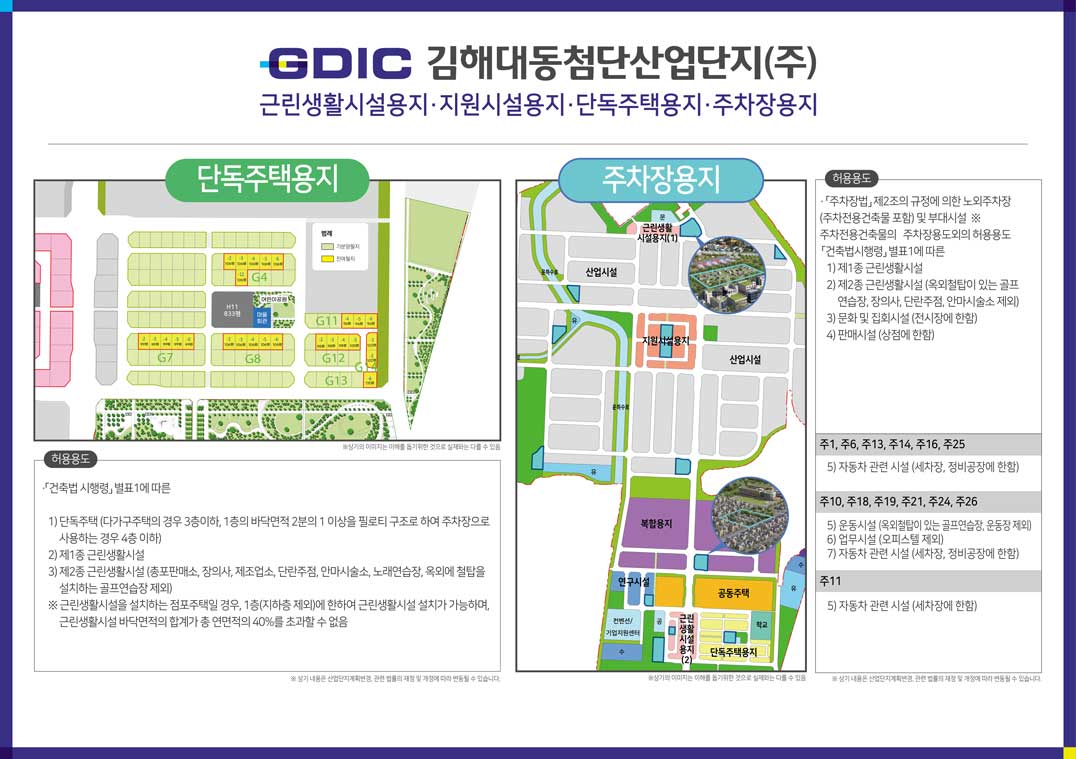 GDIC 김해대동첨단산업단지(주)
근린생활시설용지·지원시설용지·단독주택용지·주차장용지
단독주택용지
범례
기분양필지
잔여필지
G4
H11
833평
마을
회관
어린이공원
G11
G7
G8
G12
G13
※상기의 이미지는 이해를 돕기위한 것으로 실제와는 다를 수 있음
허용용도
·「건축법 시행령」 별표1에 따른
1) 단독주택 (다가구주택의 경우 3층이하, 1층의 바닥면적 2분의 1 이상을 필로티 구조로 하여 주차장으로
사용하는 경우 4층 이하)
2) 제1종 근린생활시설
3) 제2종 근린생활시설 (총포판매소, 장의사, 제조업소, 단란주점, 안마시술소, 노래연습장, 옥외에 철탑을
설치하는 골프연습장 제외)
※ 근린생활시설을 설치하는 점포주택일 경우, 1층(지하층 제외)에 한하여 근린생활시설 설치가 가능하며,
근린생활시설 바닥면적의 합계가 총 연면적의 40%를 초과할 수 없음
※ 상기 내용은 산업단지계획변경, 관련 법률의 재정 및 개정에 따라 변동될 수 있습니다.
주차장용지
문
근린생활
시설용지(1)
운하수로
산업시설
유
지원시설용지
산업시설
운하수로
유
복합용지
수
연구시설
유
공동주택
컨벤션/
기업지원센터
공
근린
생활
시설
용지
(2)
학교
수
단독주택용지
※상기의 이미지는 이해를 돕기위한 것으로 실제와는 다를 수 있음
허용용도
·「주차장법」 제2조의 규정에 의한 노외주차장
(주차전용건축물 포함) 및 부대시설 ※
주차전용건축물의 주차장용도외의 허용용도
「건축법시행령」 별표1에 따른
1) 제1종 근린생활시설
2) 제2종 근린생활시설 (옥외철탑이 있는 골프
연습장, 장의사, 단란주점, 안마시술소 제외)
3) 문화 및 집회시설 (전시장에 한함)
4) 판매시설 (상점에 한함)
주1, 주6, 주13, 주14, 주16, 주25
5) 자동차 관련 시설 (세차장, 정비공장에 한함)
주10, 주18, 주19, 주21, 주24, 주26
5) 운동시설 (옥외철탑이 있는 골프연습장, 운동장 제외)
6) 업무시설 (오피스텔 제외)
7) 자동차 관련 시설 (세차장, 정비공장에 한함)
주11
5) 자동차 관련 시설 (세차장에 한함)
※ 상기 내용은 산업단지계획변경, 관련 법률의 재정 및 개정에 따라 변동될 수 있습니다.